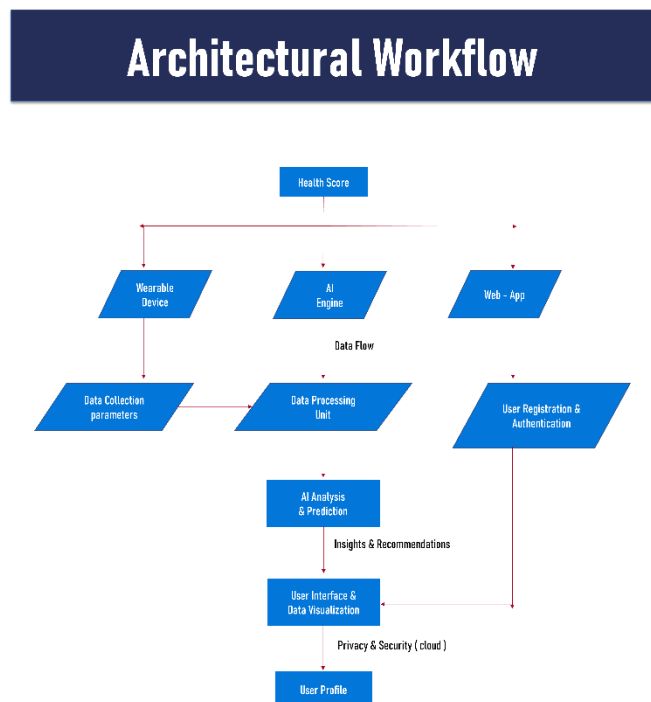 Architectural Workflow
Health Score
Wearable
Device
AI
Engine
Web - App
Data Flow
Data Collection
parameters
Data Processing
Unit
User Registration &
Authentication
AI Analysis
& Prediction
Insights & Recommendations
User Interface &
Data Visualization
Privacy & Security ( cloud )
User Profile